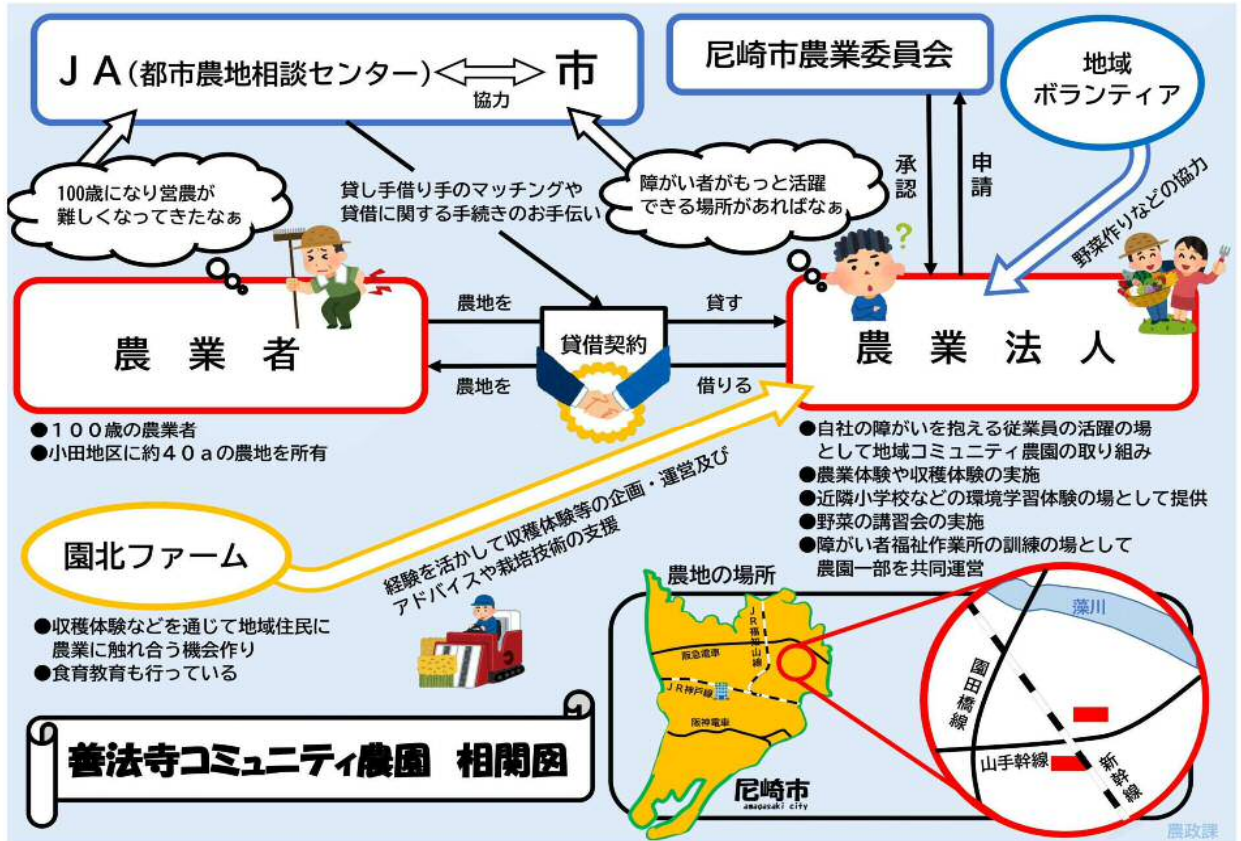 JA(都市農地相談センター)
協力
市
尼崎市農業委員会
地域
ボランティア
100歳になり営農が
難しくなってきたなぁ
貸し手借り手のマッチングや
貸借に関する手続きのお手伝い
障がい者がもっと活躍
できる場所があればなぁ
承認
申請
野菜作りなどの協力
?
農業者
農地を
貸す
貸借契約
農地を
借りる
農業法人
●100歳の農業者
●小田地区に約40aの農地を所有
●自社の障がいを抱える従業員の活躍の場
として地域コミュニティ農園の取り組み
●農業体験や収穫体験の実施
●近隣小学校などの環境学習体験の場として提供
●野菜の講習会の実施
●障がい者福祉作業所の訓練の場として
農園一部を共同運営
園北ファーム
経験を活かして収穫体験等の企画・運営及び
アドバイスや栽培技術の支援
●収穫体験などを通じて地域住民に
農業に触れ合う機会作り
●食育教育も行っている
善法寺コミュニティ農園 相関図
農地の場所
JR福知山線
阪急電車
JR神戸線
阪神電車
尼崎市
amagasaki city
藻川
園田橋線
山手幹線
新幹線
農政課